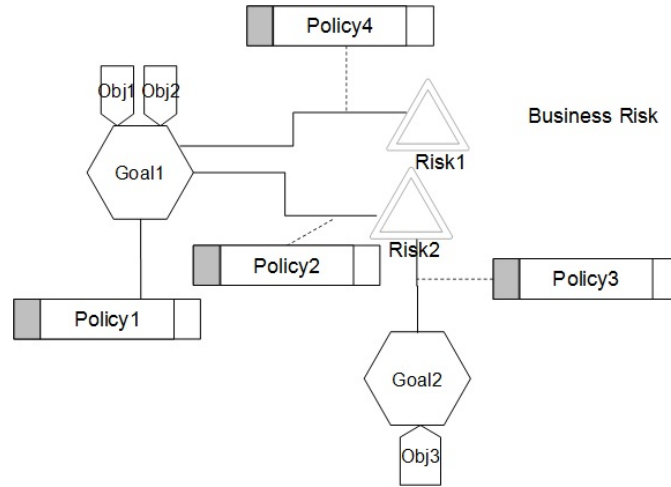 Policy4
Obj1
Obj2
Business Risk
Goal1
Risk1
Risk2
Policy2
Policy3
Policy1
Goal2
Obj3